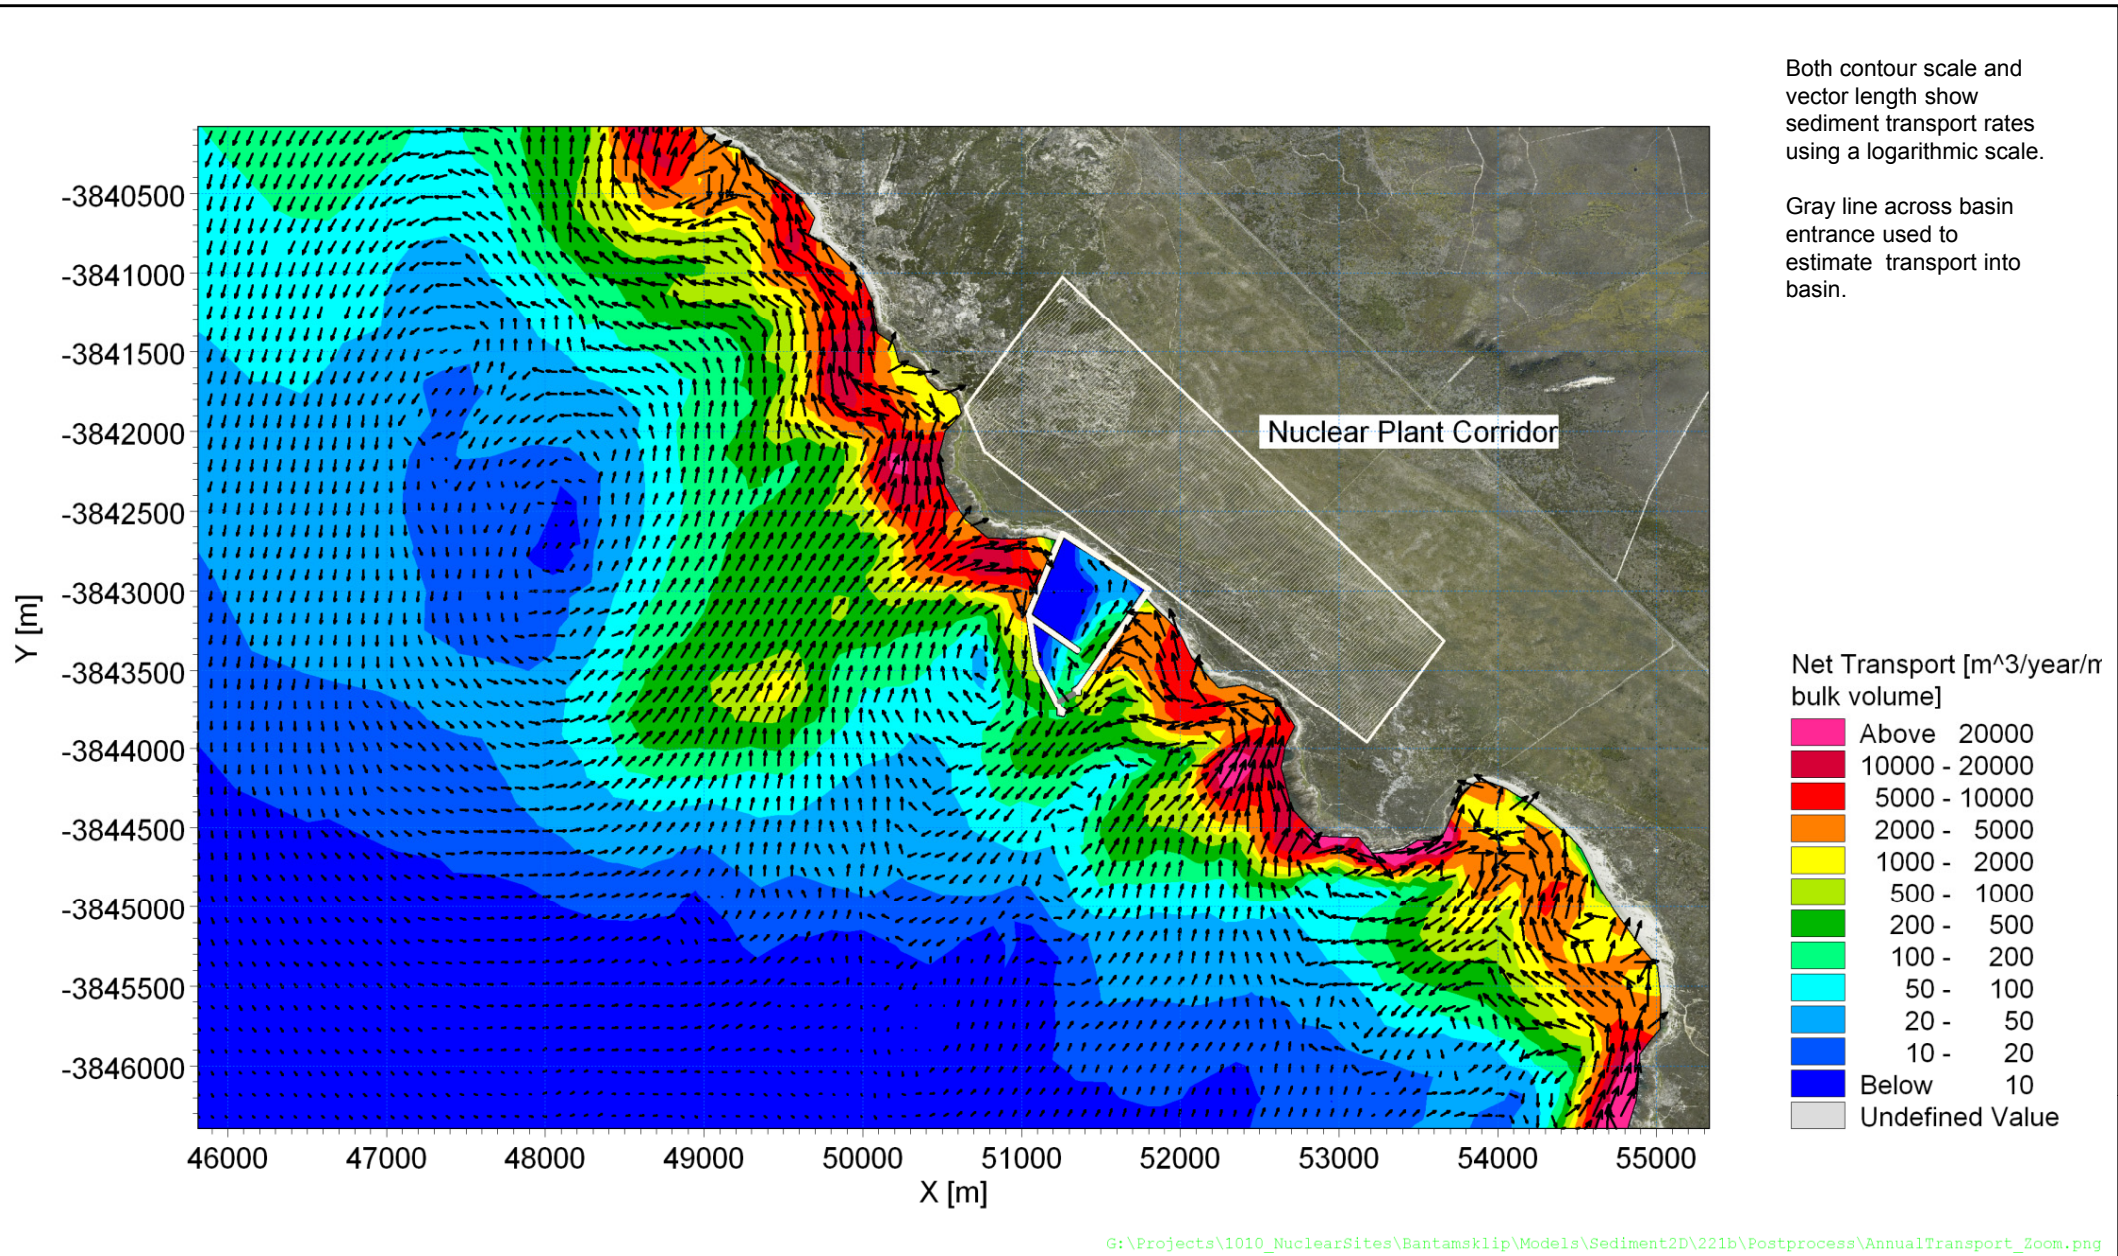 Both contour scale and
vector length show
sediment transport rates
using a logarithmic scale.
Gray line across basin
entrance used to
estimate transport into
basin.
-3840500
-3841000
-3841500
-3842000
-3842500
-3843000
-3843500
-3844000
-3844500
-3845000
-3845500
-3846000
Y [m]
Nuclear Plant Corridor
46000 47000 48000 49000 50000 51000 52000 53000 54000 55000
X [m]
Net Transport [m^3/year/m
bulk volume]
Above 20000
10000 - 20000
5000 - 10000
2000 - 5000
1000 - 2000
500 - 1000
200 - 500
100 - 200
50 - 100
20 - 50
10 - 20
Below 10
Undefined Value
G:\Projects\1010_NuclearSites\Bantamsklip\Models\Sediment2D\221b\Postprocess\AnnualTransport_Zoom.png